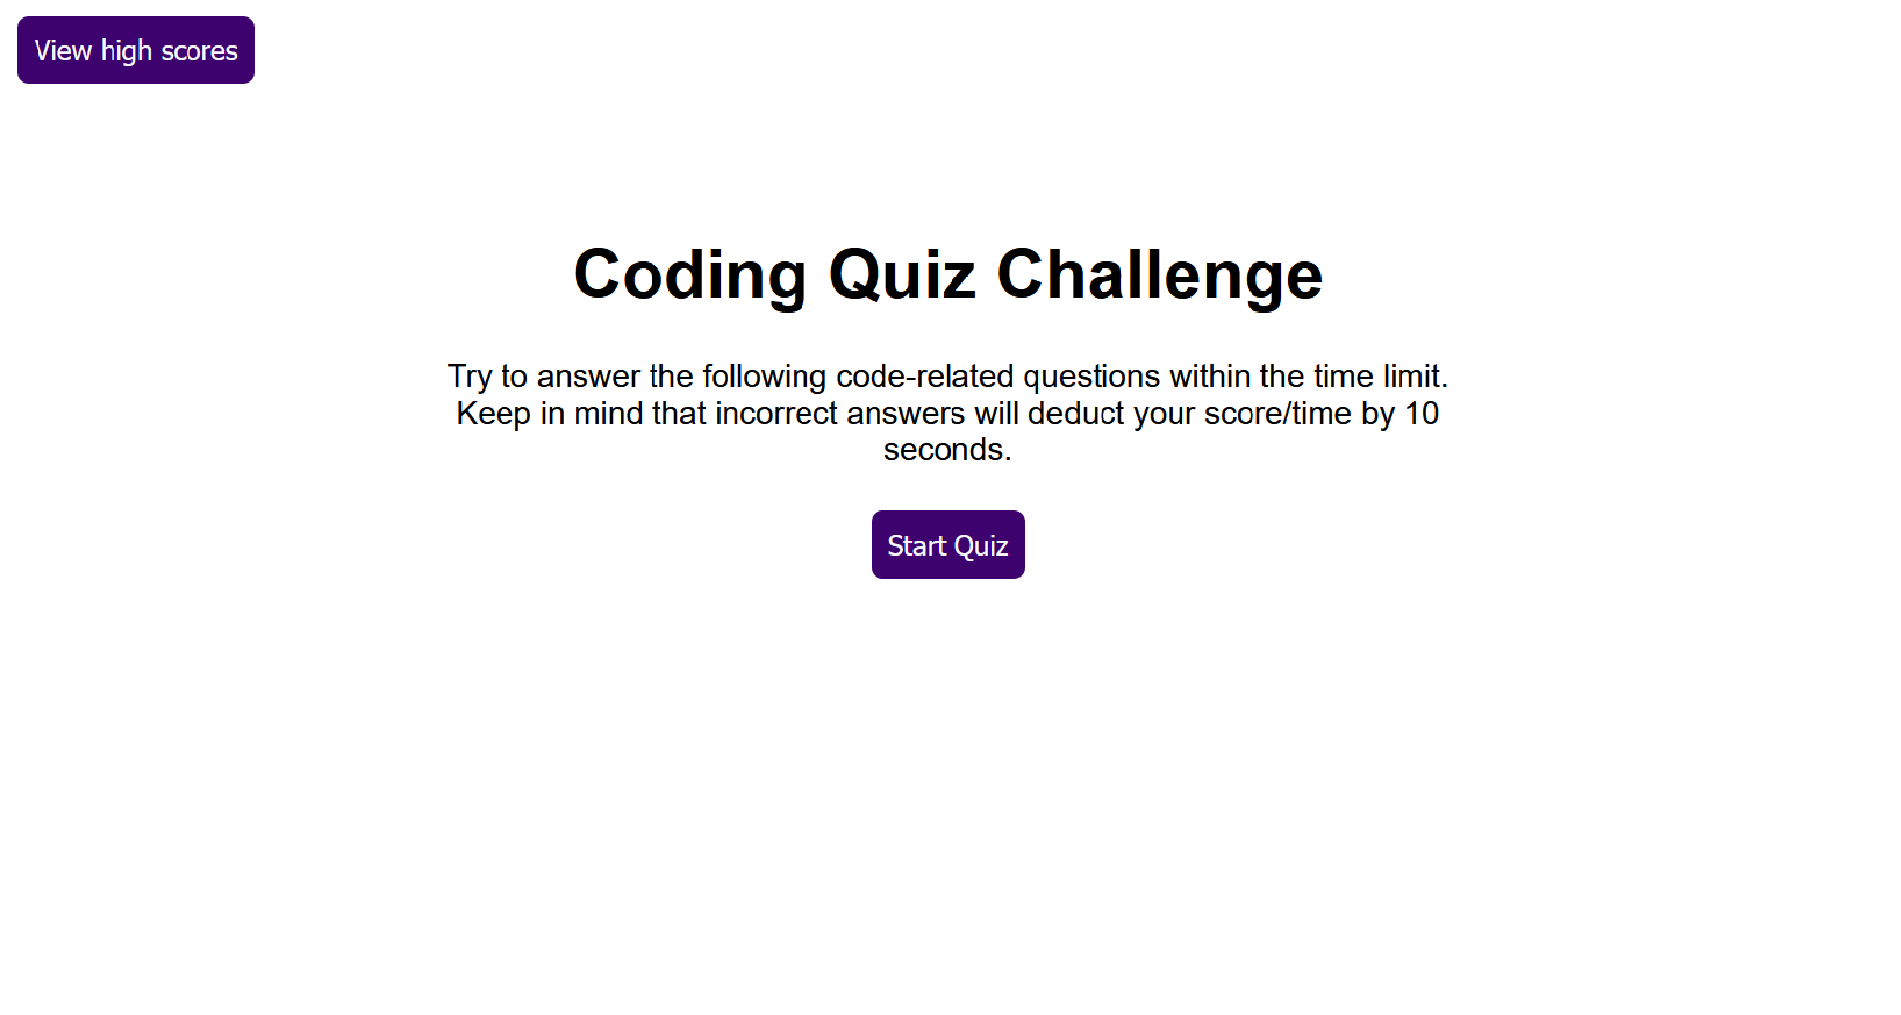 View high scores
Coding Quiz Challenge
Try to answer the following code-related questions within the time limit.
Keep in mind that incorrect answers will deduct your score/time by 10
seconds.
Start Quiz